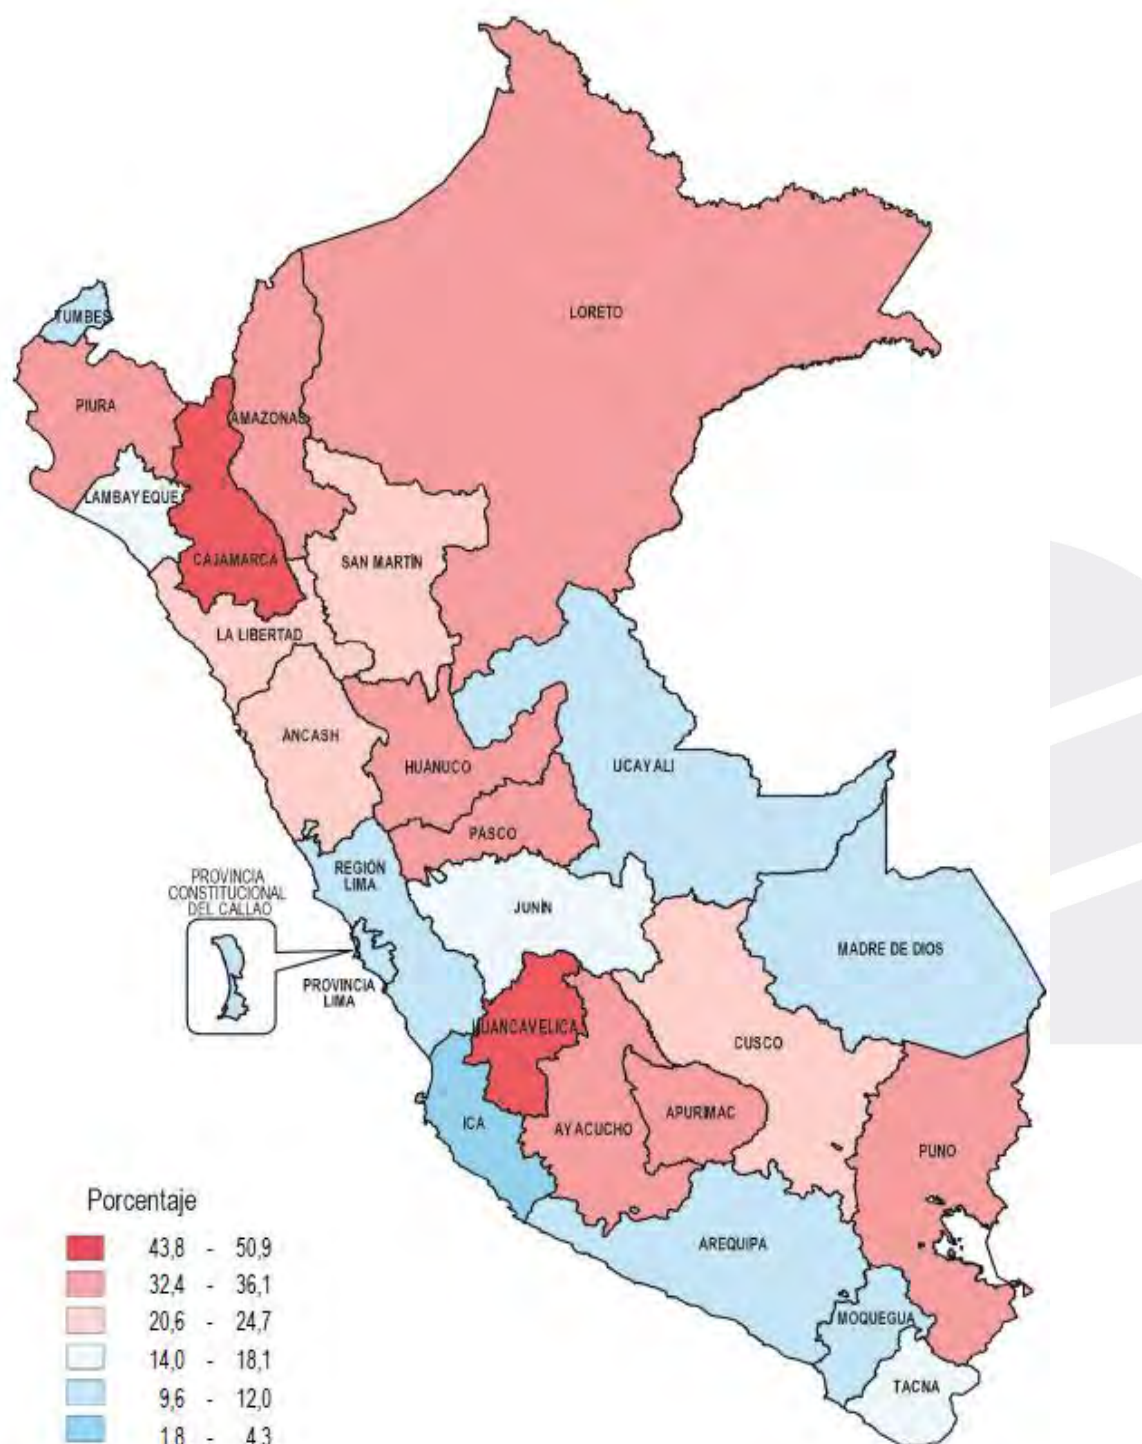 LORETO
TUMBES
PIURA
AMAZONAS
LAMBAYEQUE
CAJAMARCA
SAN MARTÍN
LA LIBERTAD
ANCASH
HUANUCO
UCAYALI
PASCO
REGIÓN
LIMA
PROVINCIA
CONSTITUCIONAL
DEL CALLAO
JUNÍN
MADRE DE DIOS
PROVINCIA
LIMA
HUANCAVELICA
CUSCO
ICA
AYACUCHO
APURIMAC
PUNO
AREQUIPA
MOQUEGUA
TACNA
Porcentaje
43,8 - 50,9
32,4 - 36,1
20,6 - 24,7
14,0 - 18,1
9,6 - 12,0
1,8 - 4,3